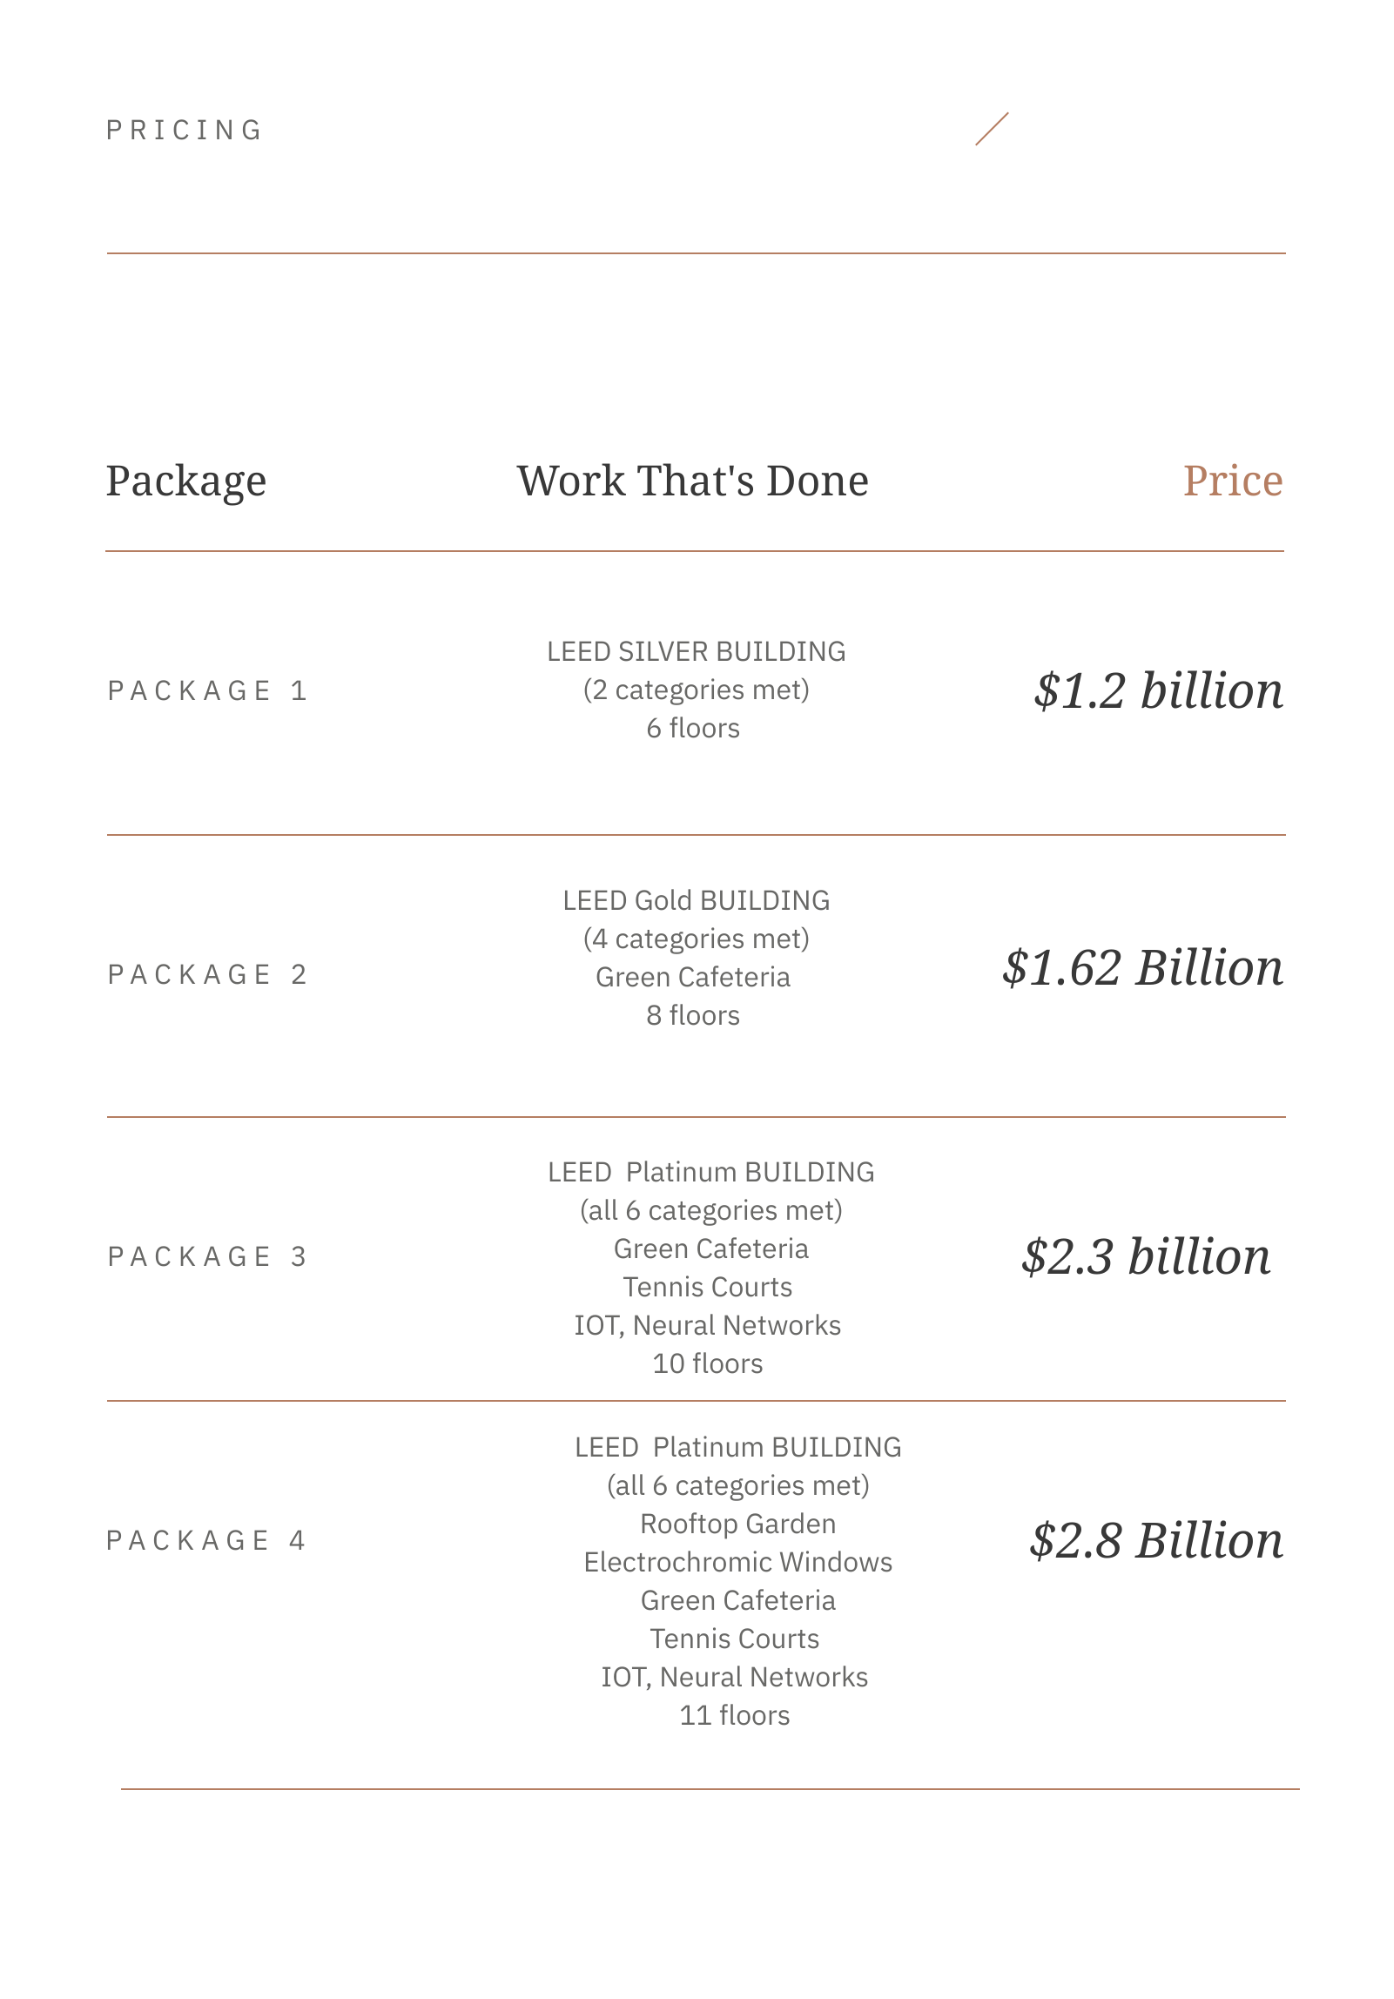 PRICING
Package
Work That's Done
Price
PACKAGE 1
LEED SILVER BUILDING
(2 categories met)
6 floors
$1.2 billion
PACKAGE 2
LEED Gold BUILDING
(4 categories met)
Green Cafeteria
8 floors
$1.62 Billion
PACKAGE 3
LEED  Platinum BUILDING
(all 6 categories met)
Green Cafeteria
Tennis Courts
IOT, Neural Networks
10 floors
$2.3 billion
PACKAGE 4
LEED  Platinum BUILDING
(all 6 categories met)
Rooftop Garden
Electrochromic Windows
Green Cafeteria
Tennis Courts
IOT, Neural Networks
11 floors
$2.8 Billion